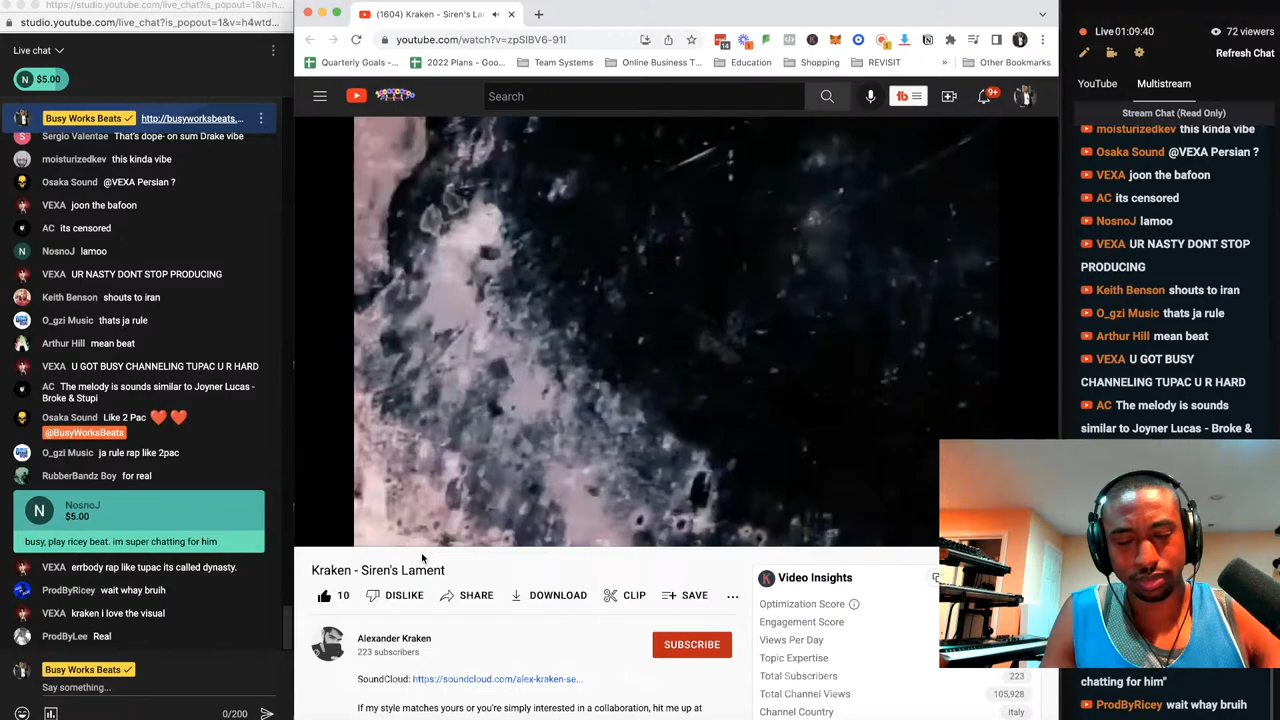 https://studio.youtube.com/live_chat?is_popout=1&v=h...
studio.youtube.com/live_chat?is_popout=1&v=h4wtd...
Live chat
N $5.00
Busy Works Beats http://busyworksbeats....
Sergio Valentae That's dope- on sum Drake vibe
moisturizedkev this kinda vibe
Osaka Sound @VEXA Persian ?
VEXA joon the bafoon
AC its censored
NosnoJ lamoo
VEXA UR NASTY DONT STOP PRODUCING
Keith Benson shouts to iran
O_gzi Music thats ja rule
Arthur Hill mean beat
VEXA U GOT BUSY CHANNELING TUPAC U R HARD
AC The melody is sounds similar to Joyner Lucas -
Broke & Stupi
Osaka Sound Like 2 Pac
@BusyWorksBeats
O_gzi Music ja rule rap like 2pac
RubberBandz Boy for real
N
NosnoJ
$5.00
busy, play ricey beat. im super chatting for him
VEXA errbody rap like tupac its called dynasty.
ProdByRicey wait whay bruih
VEXA kraken i love the visual
ProdByLee Real
Busy Works Beats
Say something...
0/200
(1604) Kraken - Siren's La
youtube.com/watch?v=zpSlBV6-91I
14
1
Quarterly Goals -...
2022 Plans - Goo...
Team Systems
Online Business T...
Education
Shopping
REVISIT
»
Other Bookmarks
Search
tb
9+
Kraken - Siren's Lament
10
DISLIKE
SHARE
DOWNLOAD
CLIP
SAVE
...
Alexander Kraken
223 subscribers
SUBSCRIBE
SoundCloud: https://soundcloud.com/alex-kraken-se...
If my style matches yours or you're simply interested in a collaboration, hit me up at
K Video Insights
Optimization Score
Engagement Score
Views Per Day
Topic Expertise
Total Subscribers 223
Total Channel Views 105,928
Channel Country Italy
Live 01:09:40
72 viewers
Refresh Chat
YouTube
Multistream
Stream Chat (Read Only)
moisturizedkev this kinda vibe
Osaka Sound @VEXA Persian ?
VEXA joon the bafoon
AC its censored
NosnoJ lamoo
VEXA UR NASTY DONT STOP
PRODUCING
Keith Benson shouts to iran
O_gzi Music thats ja rule
Arthur Hill mean beat
VEXA U GOT BUSY
CHANNELING TUPAC U R HARD
AC The melody is sounds
similar to Joyner Lucas - Broke &
chatting for him"
ProdByRicey wait whay bruih